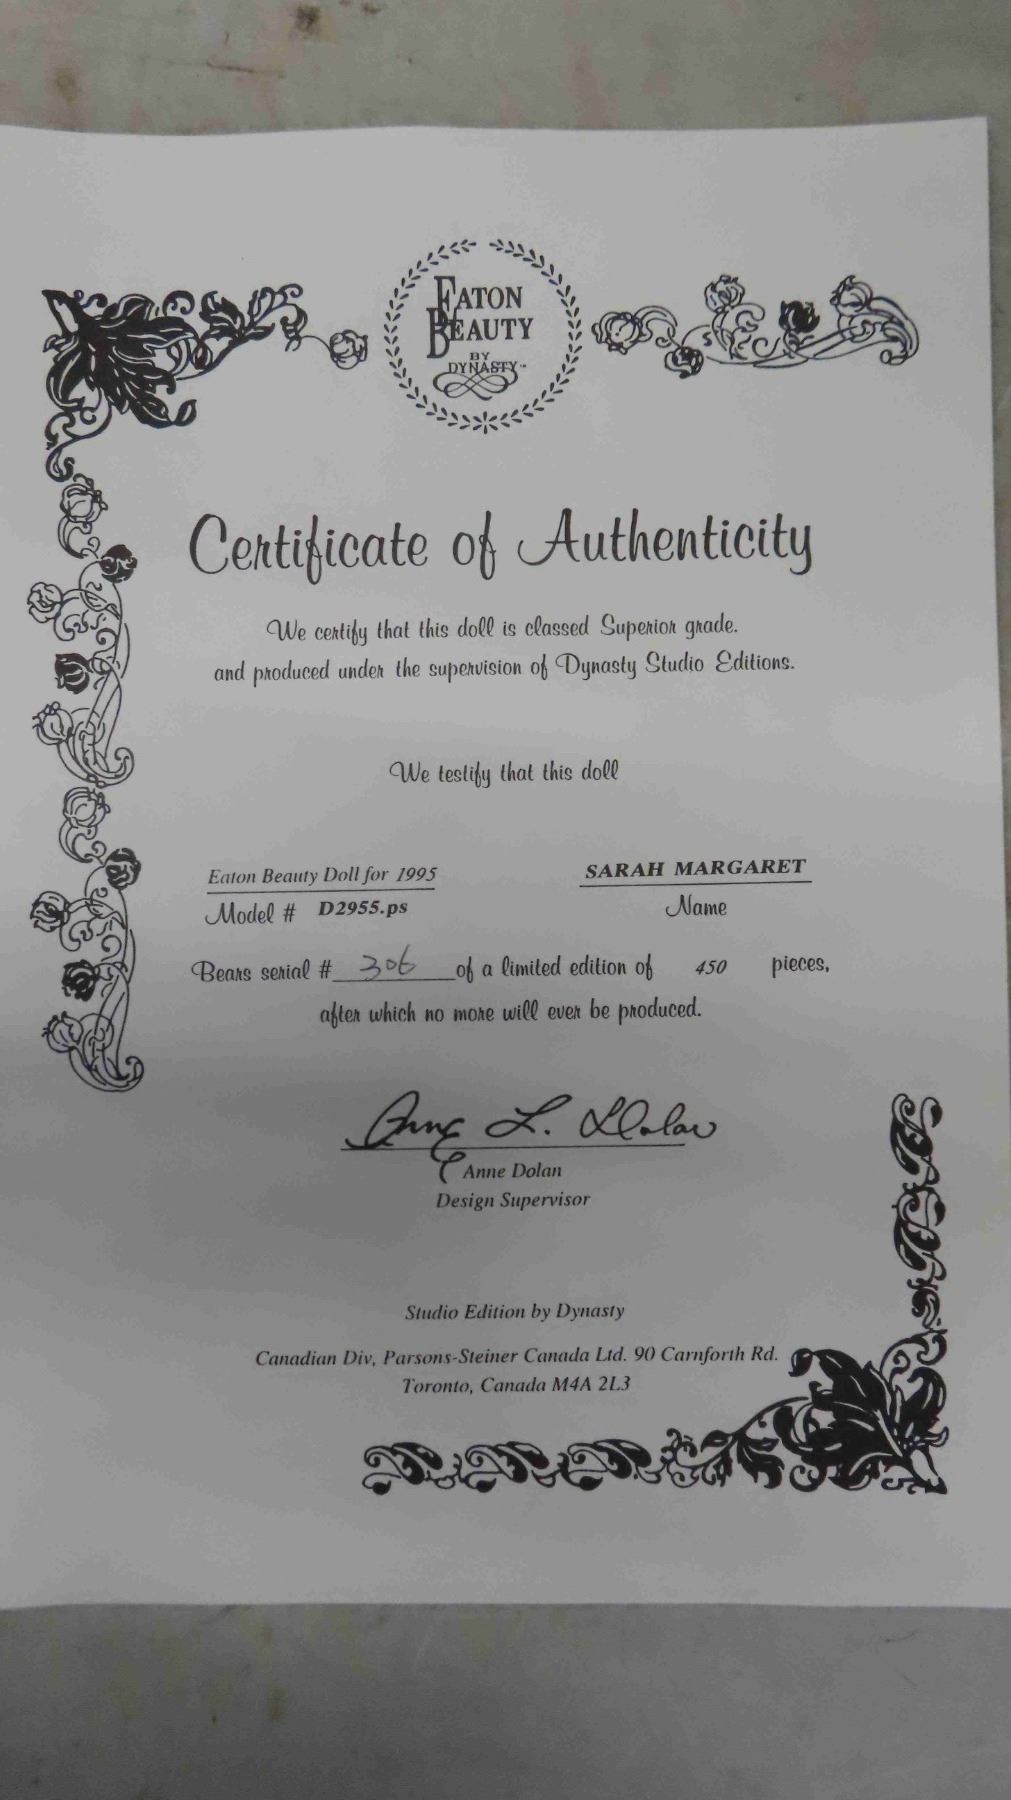 EATON
BEAUTY
BY
DYNASTY™
Certificate of Authenticity
We certify that this doll is classed Superior grade.
and produced under the supervision of Dynasty Studio Editions.
We testify that this doll
Eaton Beauty Doll for 1995 SARAH MARGARET
Model # D2955.ps Name
Bears serial # 306 of a limited edition of 450 pieces,
after which no more will ever be produced.
Anne L. Dolan
Anne Dolan
Design Supervisor
Studio Edition by Dynasty
Canadian Div, Parsons-Steiner Canada Ltd. 90 Carnforth Rd.
Toronto, Canada M4A 2L3